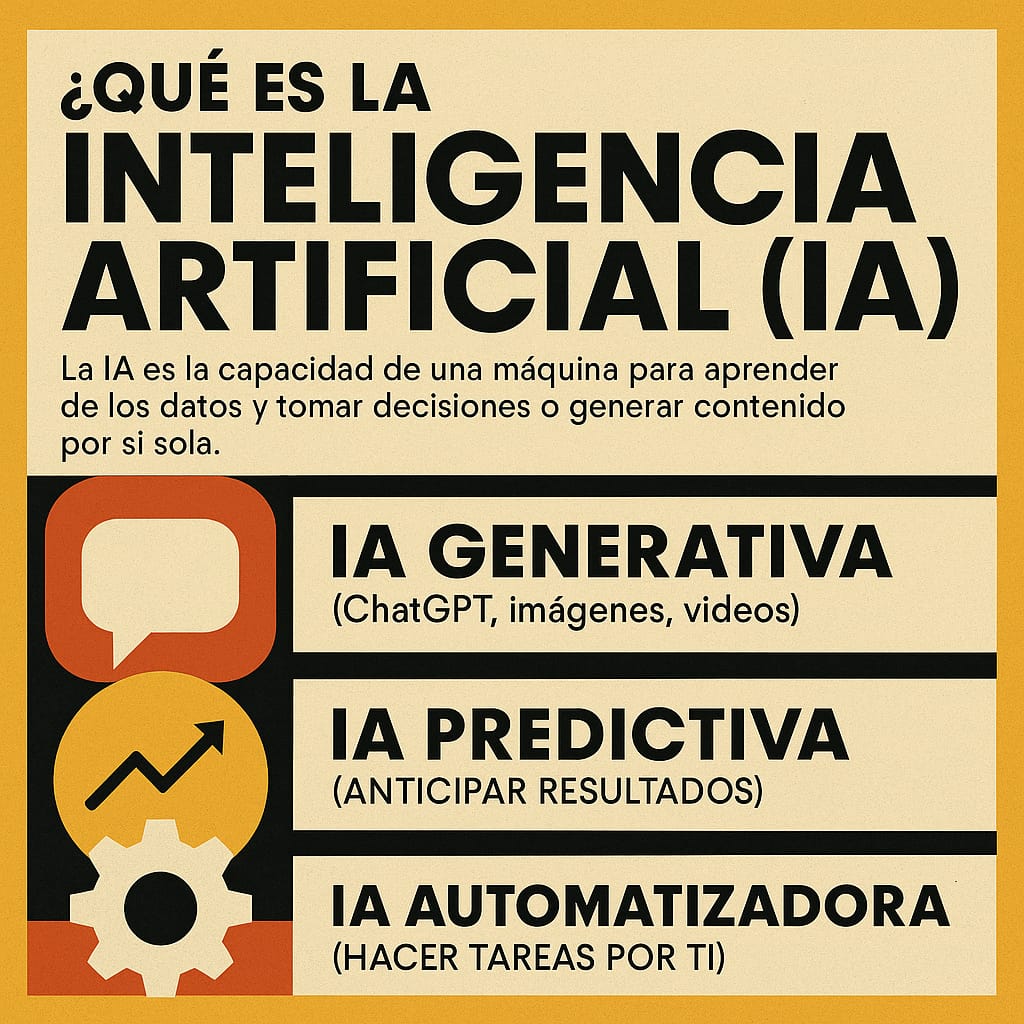 ¿QUÉ ES LA
INTELIGENCIA
ARTIFICIAL (IA)
La IA es la capacidad de una máquina para aprender
de los datos y tomar decisiones o generar contenido
por si sola.
IA GENERATIVA
(ChatGPT, imágenes, videos)
IA PREDICTIVA
(ANTICIPAR RESULTADOS)
IA AUTOMATIZADORA
(HACER TAREAS POR TI)